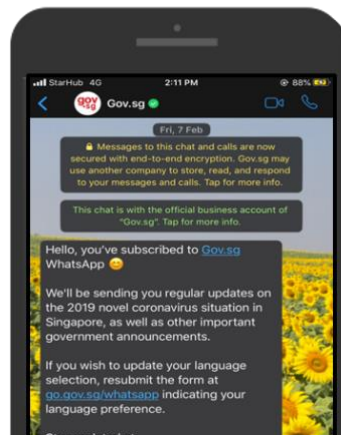 StarHub 4G 2:11 PM 88%
gov sg Gov.sg
Fri, 7 Feb
Messages to this chat and calls are now
secured with end-to-end encryption. Gov.sg may
use another company to store, read, and respond
to your messages and calls. Tap for more info.
This chat is with the official business account of
"Gov.sg". Tap for more info.
Hello, you've subscribed to Gov.sg
WhatsApp 😊
We'll be sending you regular updates on
the 2019 novel coronavirus situation in
Singapore, as well as other important
government announcements.
If you wish to update your language
selection, resubmit the form at
go.gov.sg/whatsapp indicating your
language preference.